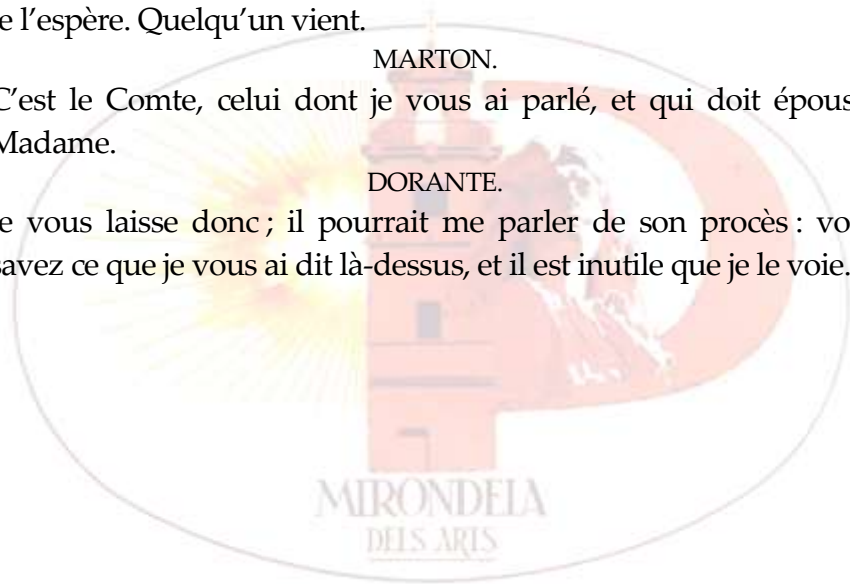 e l’espère. Quelqu’un vient.
MARTON.
C’est le Comte, celui dont je vous ai parlé, et qui doit épous
Madame.
DORANTE.
e vous laisse donc ; il pourrait me parler de son procès : vo
savez ce que je vous ai dit là-dessus, et il est inutile que je le voie.
MIRONDELA
DELS ARTS